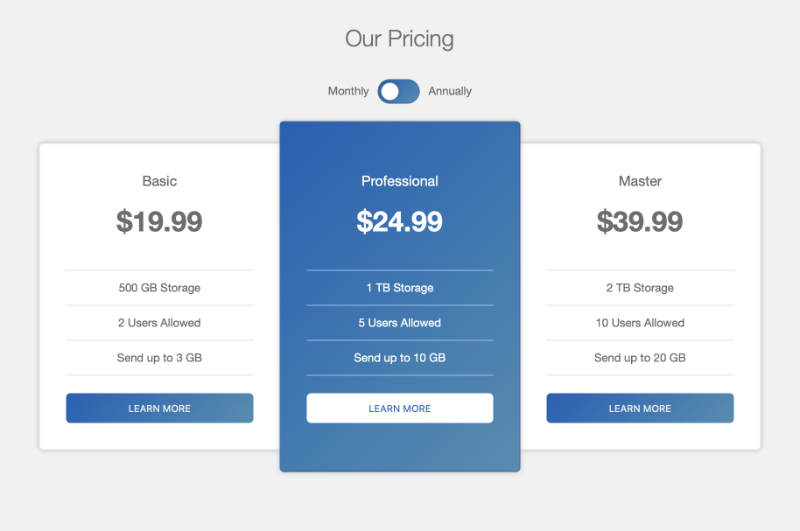 Our Pricing
Monthly Annually
Basic
$19.99
500 GB Storage
2 Users Allowed
Send up to 3 GB
LEARN MORE
Professional
$24.99
1 TB Storage
5 Users Allowed
Send up to 10 GB
LEARN MORE
Master
$39.99
2 TB Storage
10 Users Allowed
Send up to 20 GB
LEARN MORE